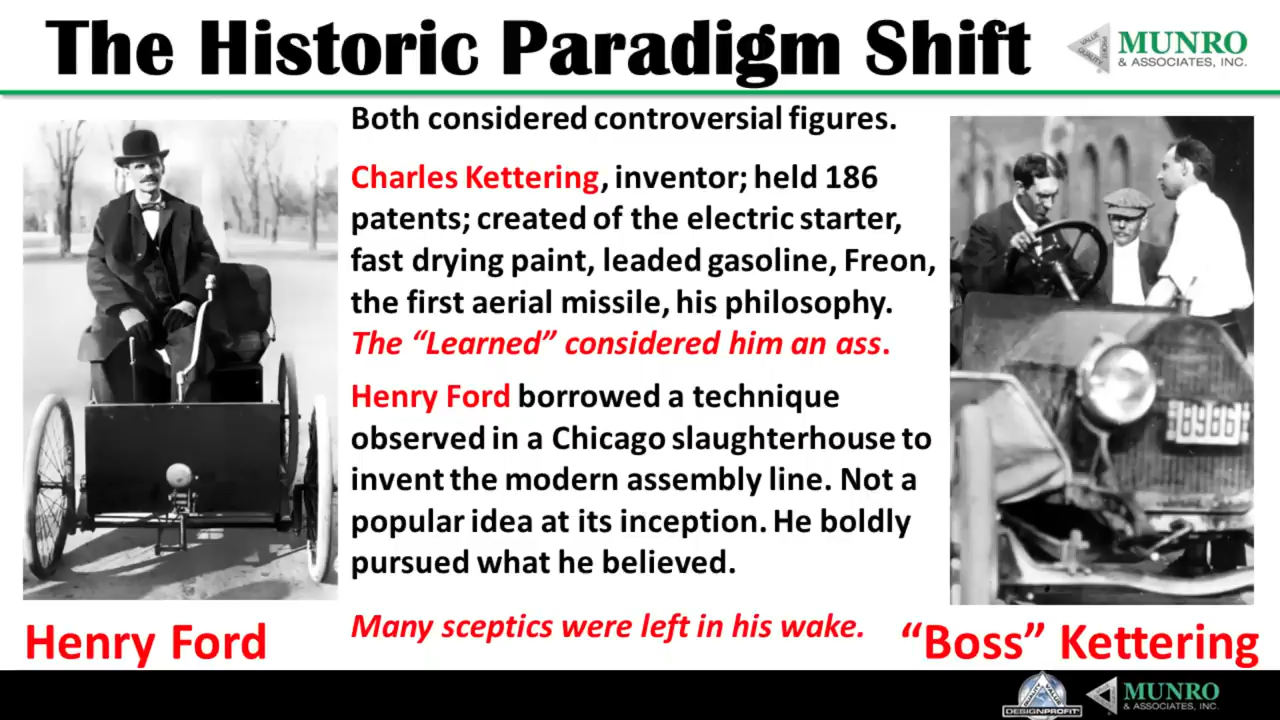 The Historic Paradigm Shift
VALUE
QUALITY
MUNRO
& ASSOCIATES, INC.
Both considered controversial figures.
Charles Kettering, inventor; held 186
patents; created of the electric starter,
fast drying paint, leaded gasoline, Freon,
the first aerial missile, his philosophy.
The “Learned” considered him an ass.
Henry Ford borrowed a technique
observed in a Chicago slaughterhouse to
invent the modern assembly line. Not a
popular idea at its inception. He boldly
pursued what he believed.
Many sceptics were left in his wake.
Henry Ford
“Boss” Kettering
89861
DESIGNPROFIT
MUNRO
& ASSOCIATES, INC.